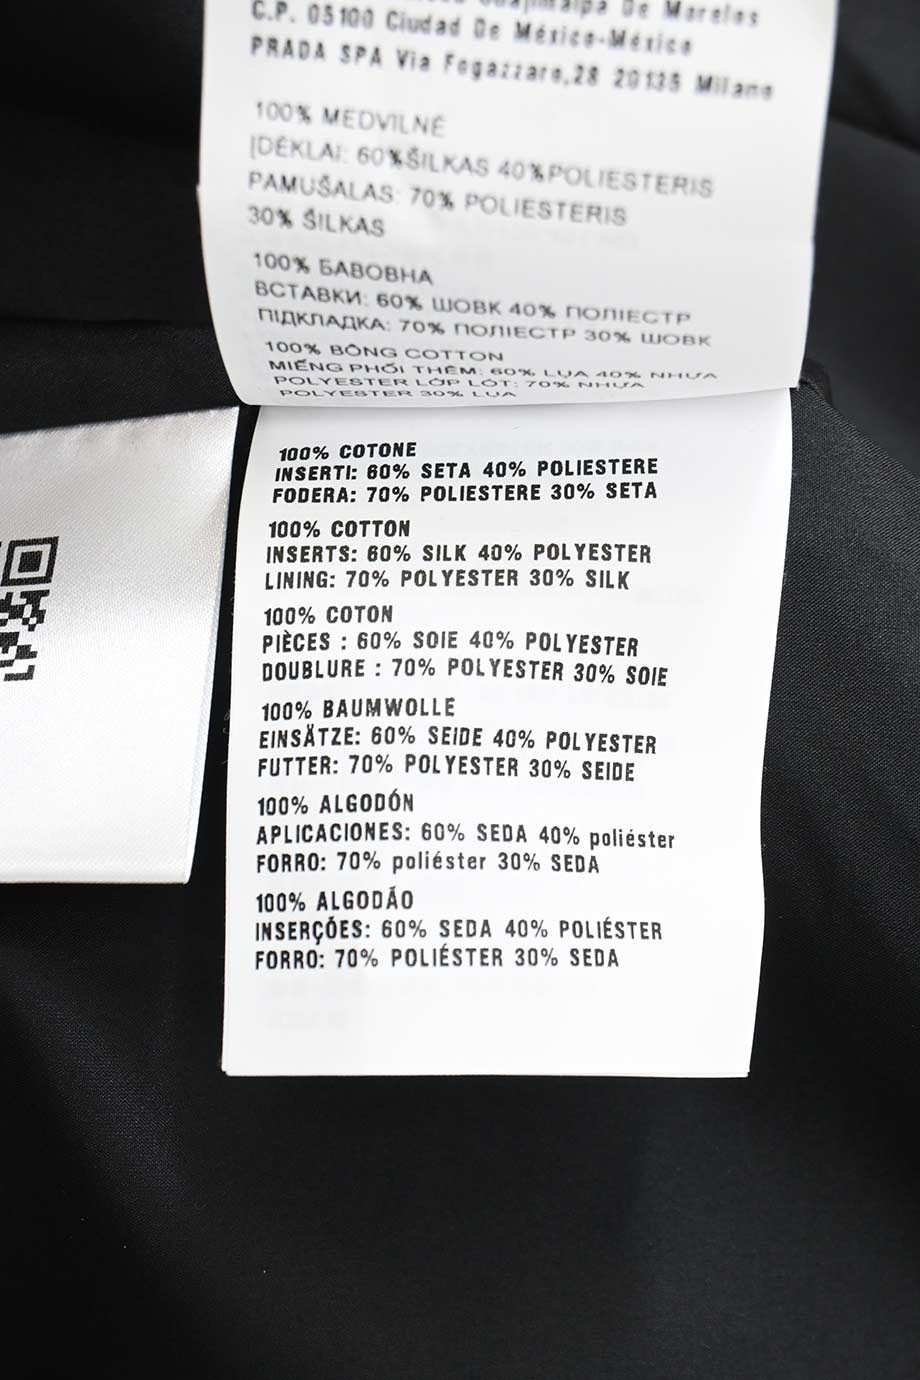 De Morelos
C.P. 05100 Ciudad De México-México
PRADA SPA Via Fogazzaro,28 20135 Milano
100% MEDVILNĖ
ĮDĖKLAI: 60%ŠILKAS 40%POLIESTERIS
PAMUŠALAS: 70% POLIESTERIS
30% ŠILKAS
100% БАВОВНА
ВСТАВКИ: 60% ШОВК 40% ПОЛІЕСТР
ПІДКЛАДКА: 70% ПОЛІЕСТР 30% ШОВК
100% BÔNG COTTON
MIẾNG PHỐI THÊM: 60% LỤA 40% NHỰA
POLYESTER LỚP LÓT: 70% NHỰA
POLYESTER 30% LỤA
100% COTONE
INSERTI: 60% SETA 40% POLIESTERE
FODERA: 70% POLIESTERE 30% SETA
100% COTTON
INSERTS: 60% SILK 40% POLYESTER
LINING: 70% POLYESTER 30% SILK
100% COTON
PIÈCES : 60% SOIE 40% POLYESTER
DOUBLURE : 70% POLYESTER 30% SOIE
100% BAUMWOLLE
EINSÄTZE: 60% SEIDE 40% POLYESTER
FUTTER: 70% POLYESTER 30% SEIDE
100% ALGODÓN
APLICACIONES: 60% SEDA 40% poliéster
FORRO: 70% poliéster 30% SEDA
100% ALGODÃO
INSERÇÕES: 60% SEDA 40% POLIÉSTER
FORRO: 70% POLIÉSTER 30% SEDA